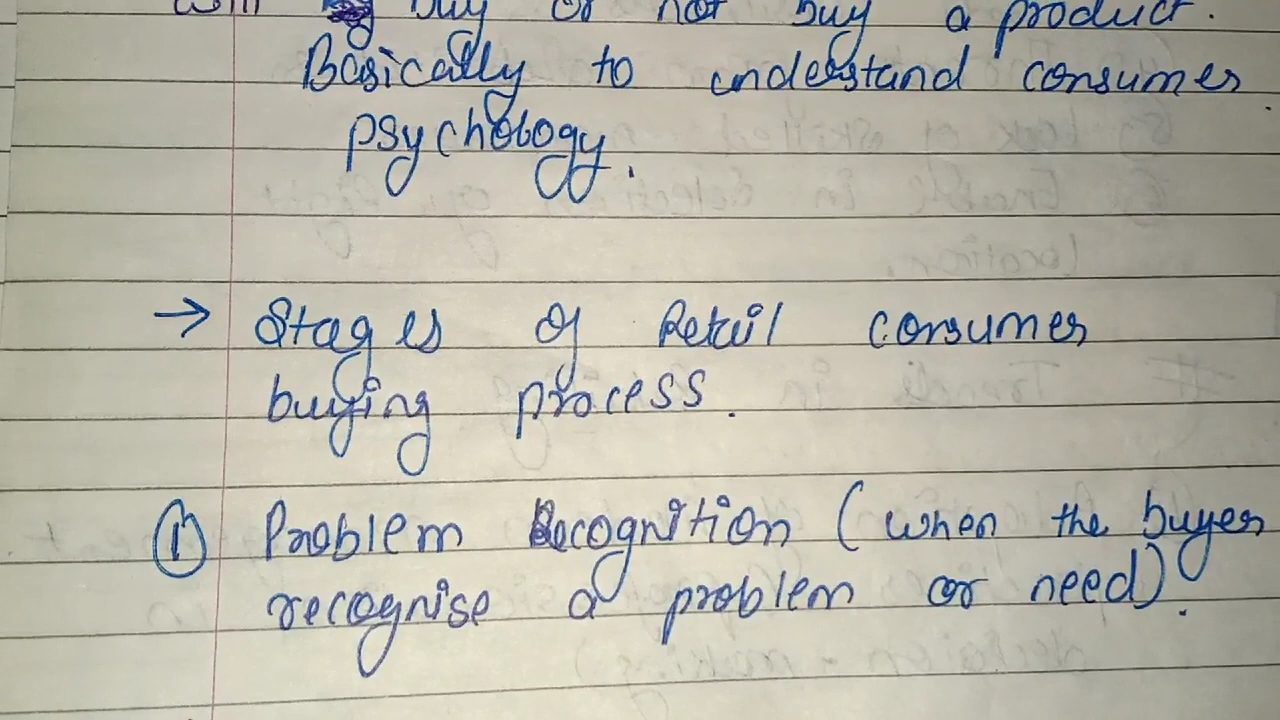 will buy or not buy a product.
Basically to understand consumer
psychology.
→ Stages of Retail consumer
buying process.
① Problem Recognition (when the buyer
recognise a problem or need).